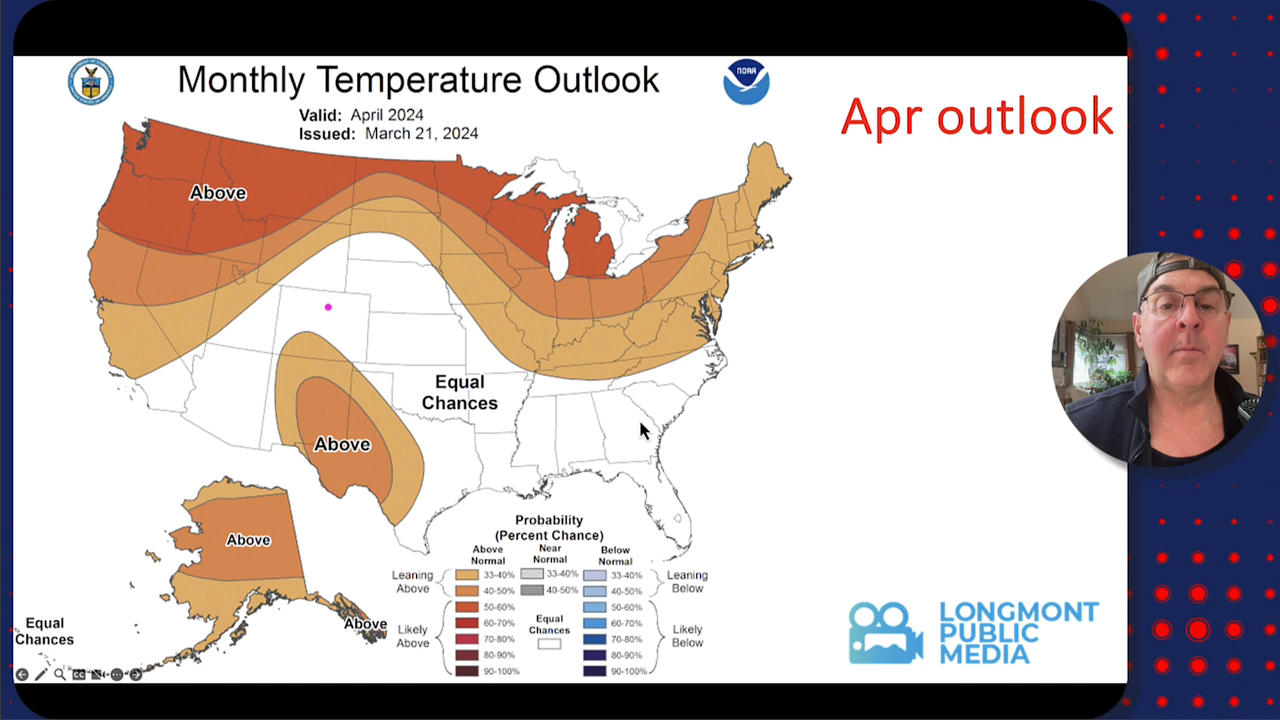 Monthly Temperature Outlook
NOAA
Valid: April 2024
Issued: March 21, 2024
Apr outlook
Above
Equal
Chances
Above
Above
Above
Equal
Chances
Probability
(Percent Chance)
Above
Normal
Near
Normal
Below
Normal
Leaning
Above
33-40%
33-40%
33-40%
Leaning
Below
40-50%
40-50%
40-50%
Likely
Above
50-60%
50-60%
Likely
Below
60-70%
Equal
Chances
60-70%
70-80%
70-80%
80-90%
80-90%
90-100%
90-100%
CC
LONGMONT
PUBLIC
MEDIA